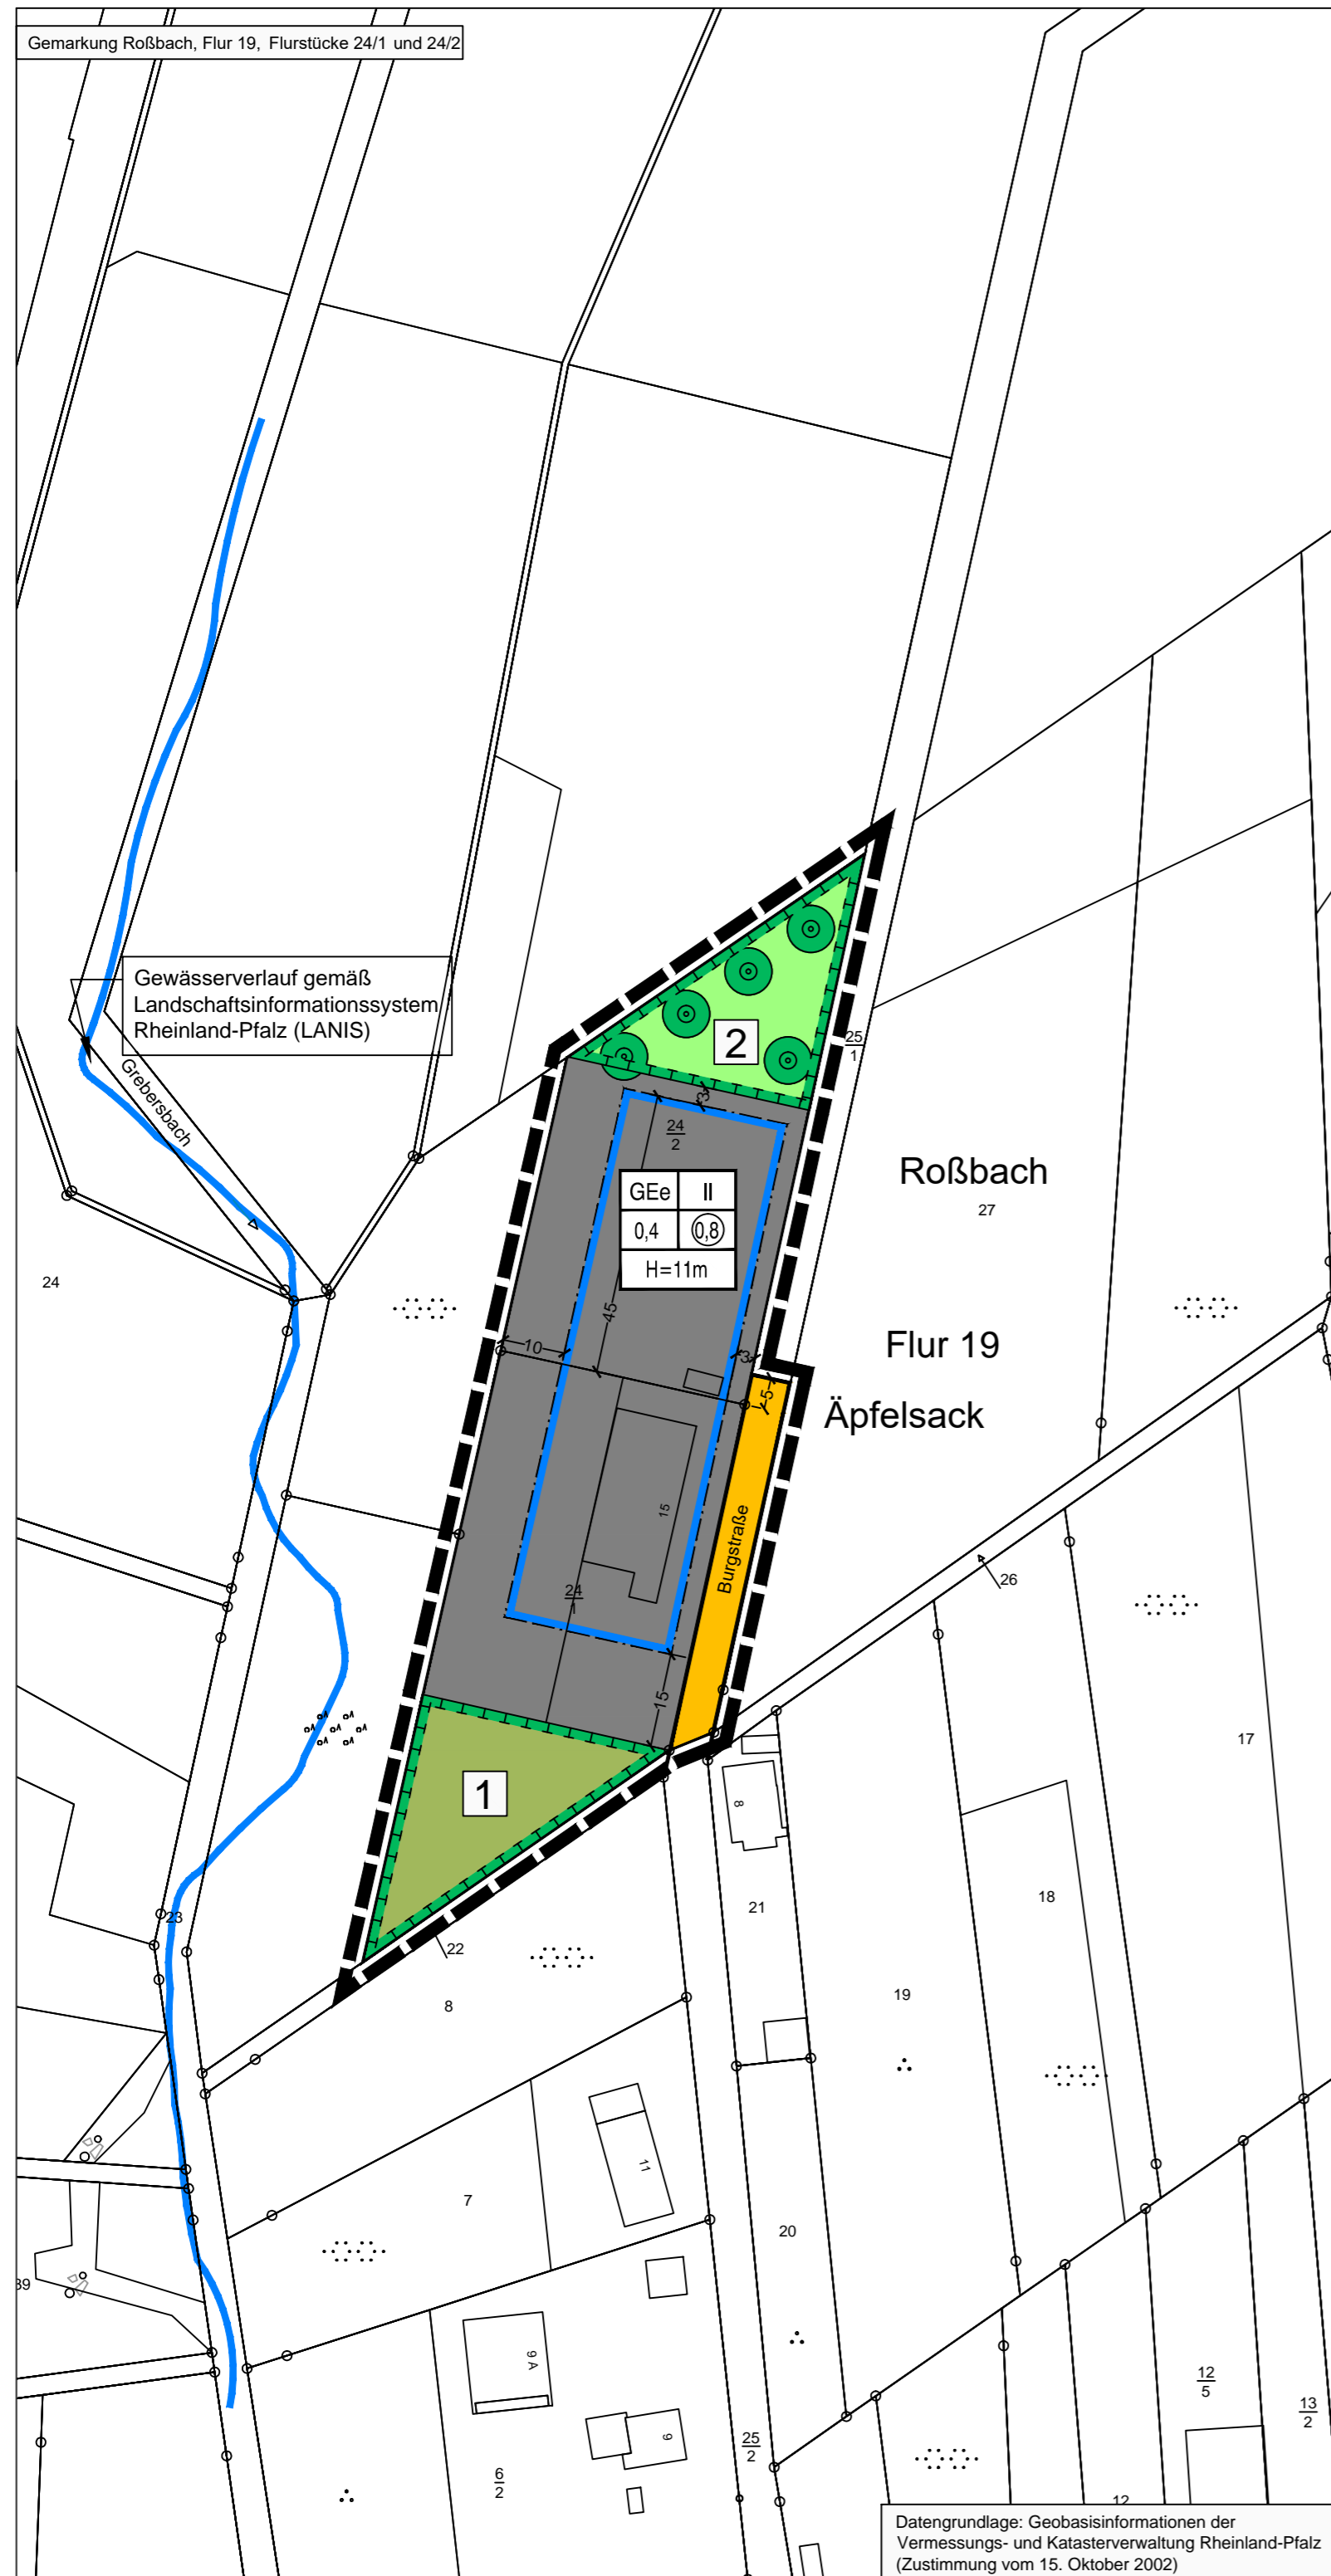 Gemarkung Roßbach, Flur 19, Flurstücke 24/1 und 24/2
Gewässerverlauf gemäß
Landschaftsinformationssystem
Rheinland-Pfalz (LANIS)
Grebersbach
2
25
1
3
24
2
GEe II
0,4 0,8
H=11m
Roßbach
27
24
45
10
3
Flur 19
5
Äpfelsack
15
Burgstraße
24
1
26
15
17
1
8
18
21
23
22
8
19
11
7
20
39
9 A
9
12
5
13
2
25
2
6
2
12
Datengrundlage: Geobasisinformationen der
Vermessungs- und Katasterverwaltung Rheinland-Pfalz
(Zustimmung vom 15. Oktober 2002)